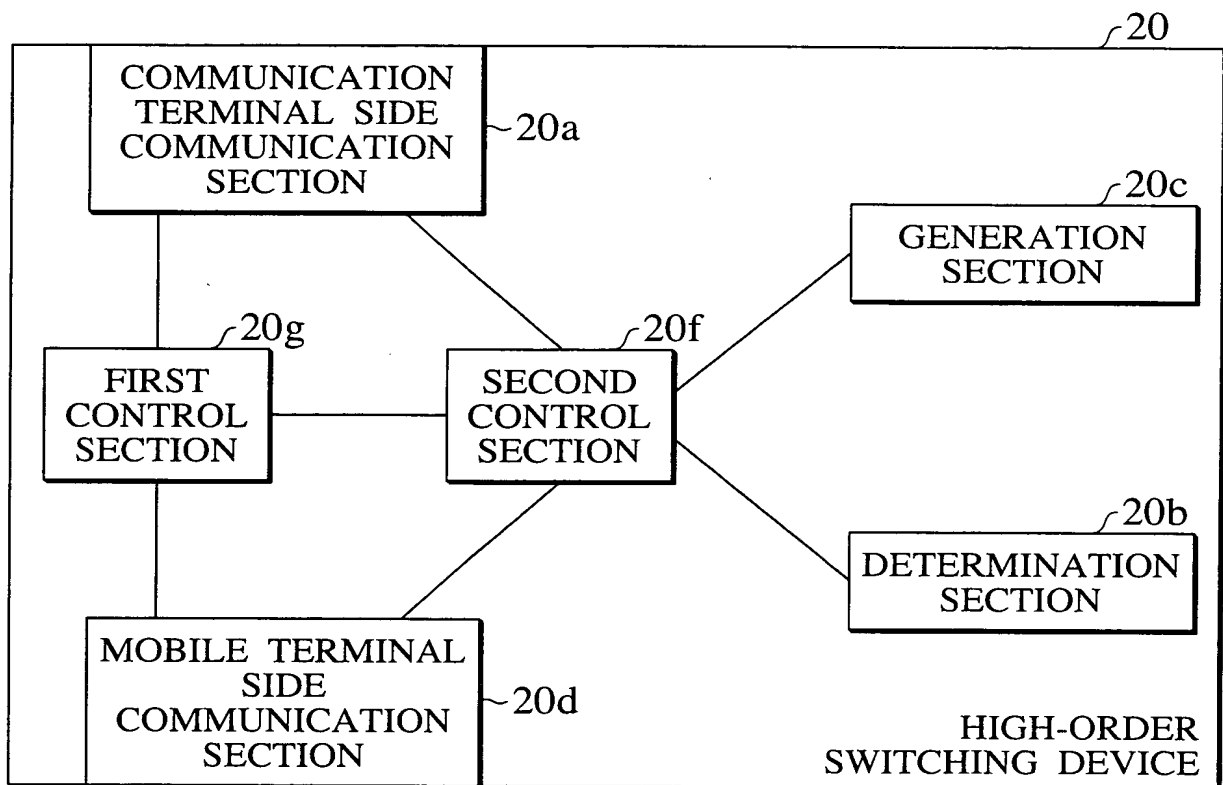 20
COMMUNICATION
TERMINAL SIDE
COMMUNICATION
SECTION
20a
20c
GENERATION
SECTION
20g
FIRST
CONTROL
SECTION
20f
SECOND
CONTROL
SECTION
20b
DETERMINATION
SECTION
MOBILE TERMINAL
SIDE
COMMUNICATION
SECTION
20d
HIGH-ORDER
SWITCHING DEVICE